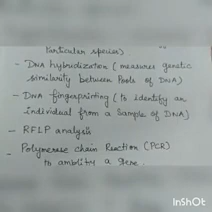 Particular species)
- DNA hybridization ( measures genetic
similarity between Pools of DNA)
- DNA fingerprinting ( to identify an
individual from a Sample of DNA)
- RFLP analysis
- Polymerase chain Reaction (PCR)
to amplify a gene.
InShOt